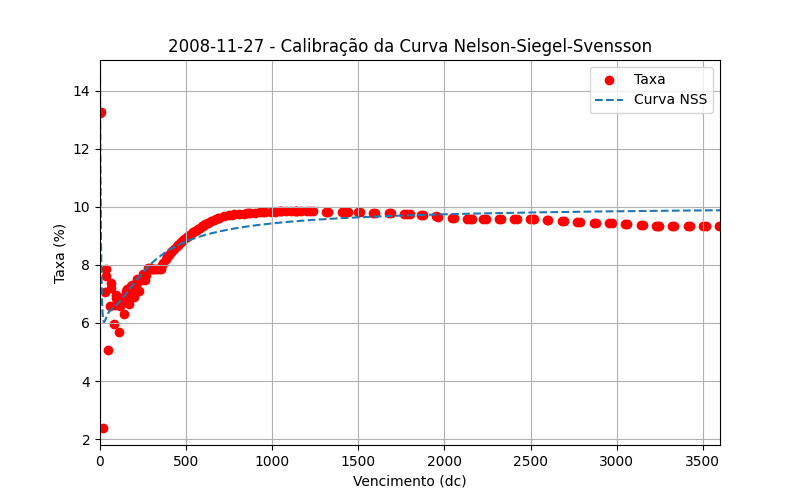 2008-11-27 - Calibração da Curva Nelson-Siegel-Svensson
Taxa
Curva NSS
14
12
10
8
6
4
2
Taxa (%)
0 500 1000 1500 2000 2500 3000 3500
Vencimento (dc)